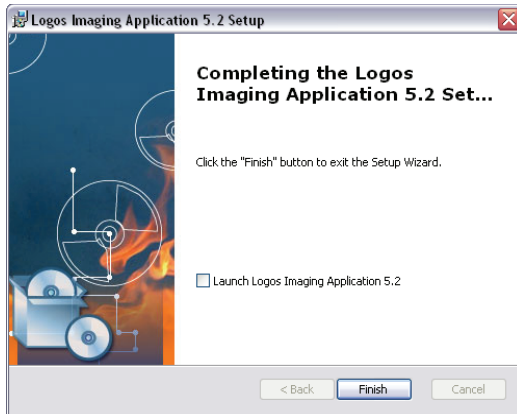 Logos Imaging Application 5.2 Setup
Completing the Logos
Imaging Application 5.2 Set...
Click the "Finish" button to exit the Setup Wizard.
Launch Logos Imaging Application 5.2
< Back
Finish
Cancel